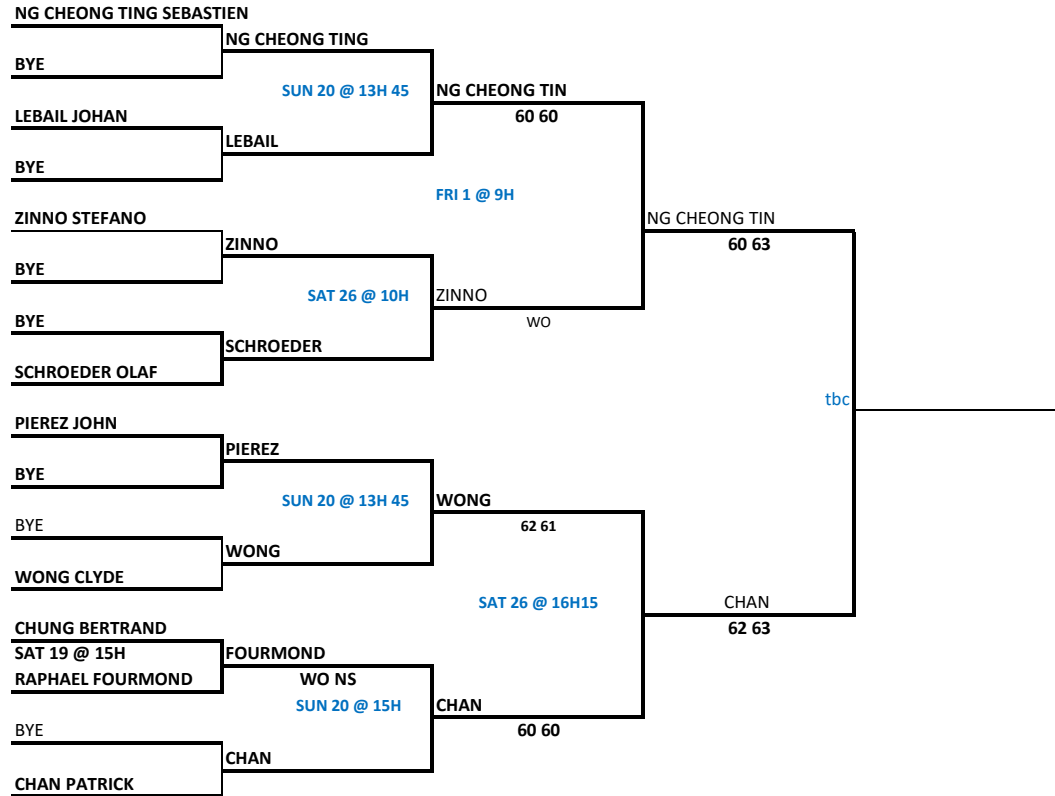 NG CHEONG TING SEBASTIEN
NG CHEONG TING
BYE
SUN 20 @ 13H 45
NG CHEONG TIN
60 60
LEBAIL JOHAN
LEBAIL
BYE
FRI 1 @ 9H
ZINNO STEFANO
NG CHEONG TIN
60 63
ZINNO
BYE
SAT 26 @ 10H
ZINNO
WO
BYE
SCHROEDER
SCHROEDER OLAF
tbc
PIEREZ JOHN
PIEREZ
BYE
SUN 20 @ 13H 45
WONG
62 61
BYE
WONG
WONG CLYDE
SAT 26 @ 16H15
CHAN
62 63
CHUNG BERTRAND
SAT 19 @ 15H
FOURMOND
RAPHAEL FOURMOND
WO NS
SUN 20 @ 15H
CHAN
60 60
BYE
CHAN
CHAN PATRICK